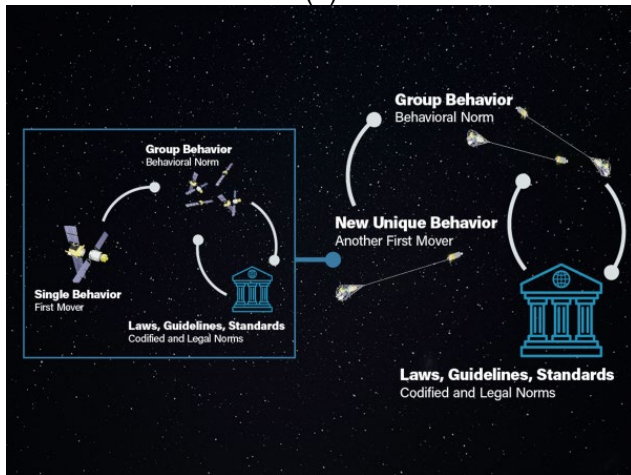 Group Behavior
Behavioral Norm
Single Behavior
First Mover
Laws, Guidelines, Standards
Codified and Legal Norms
Group Behavior
Behavioral Norm
New Unique Behavior
Another First Mover
Laws, Guidelines, Standards
Codified and Legal Norms